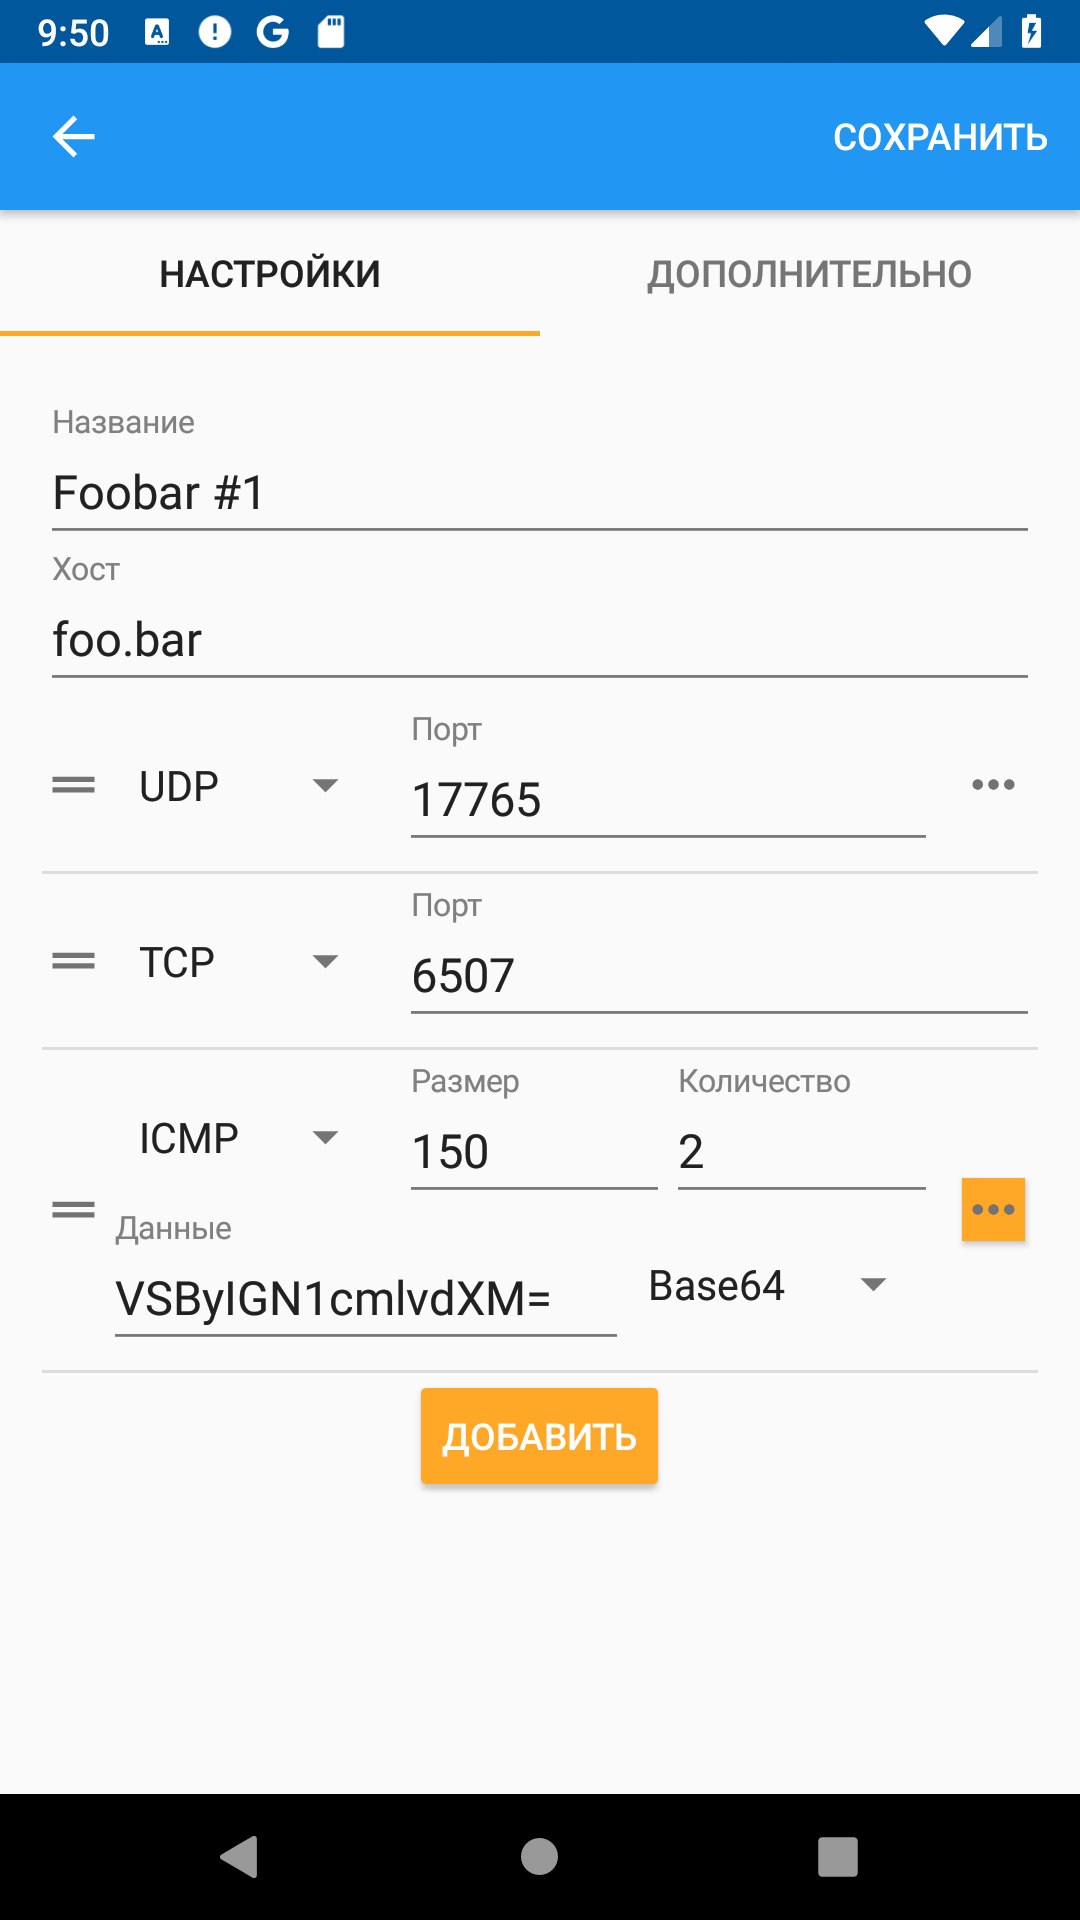 9:50
СОХРАНИТЬ
НАСТРОЙКИ ДОПОЛНИТЕЛЬНО
Название
Foobar #1
Хост
foo.bar
Порт
UDP 17765
Порт
TCP 6507
Размер Количество
ICMP 150 2
Данные
VSByIGN1cmlvdXM= Base64
ДОБАВИТЬ